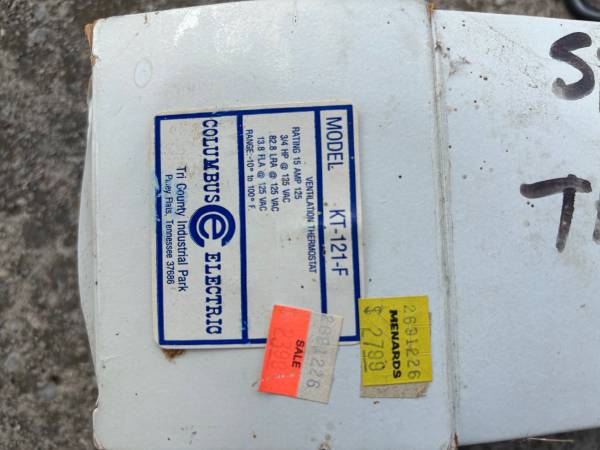 MODEL KT-121-F
VENTILATION THERMOSTAT
RATING 15 AMP 125
3/4 HP @ 125 VAC
82.8 LRA @ 125 VAC
13.8 FLA @ 125 VAC
RANGE:-10° to 100° F.
COLUMBUS e ELECTRIC
Tri County Industrial Park
Piney Flats, Tennessee 37686
2691226
SALE
$ 2399
2691226
MENARDS
$ 2799
S
T